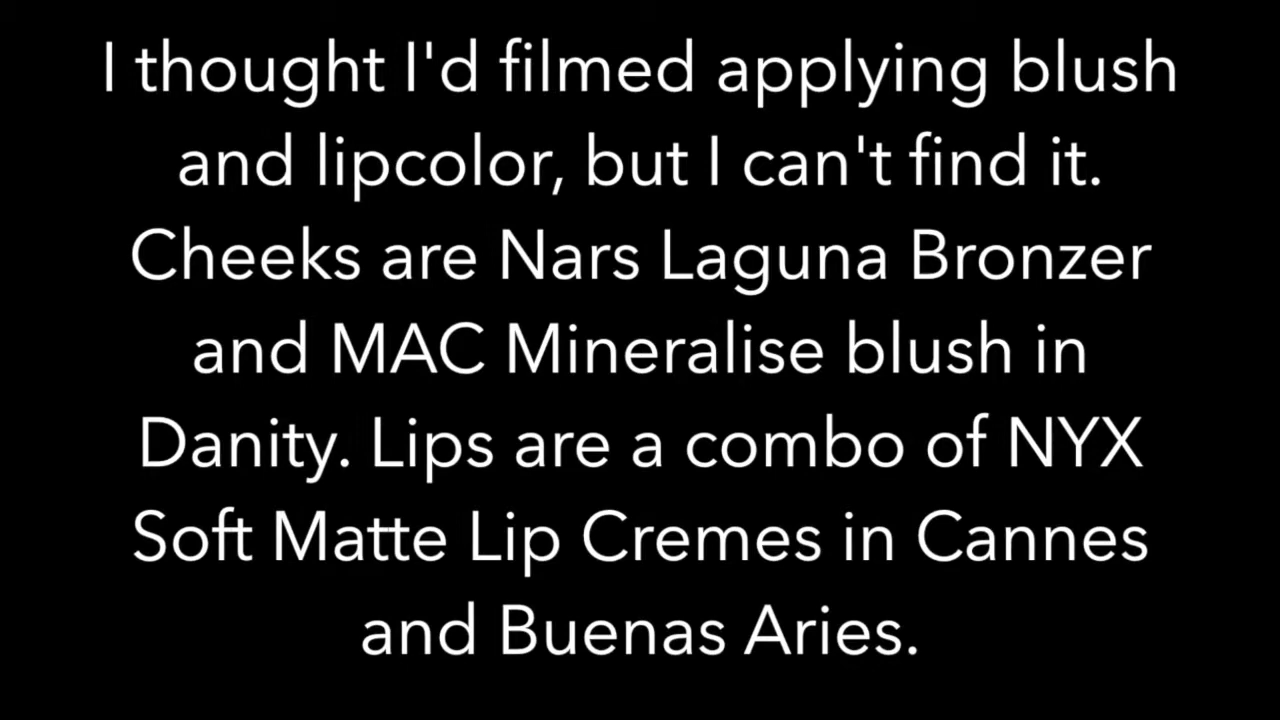 I thought I'd filmed applying blush
and lipcolor, but I can't find it.
Cheeks are Nars Laguna Bronzer
and MAC Mineralise blush in
Danity. Lips are a combo of NYX
Soft Matte Lip Cremes in Cannes
and Buenas Aries.